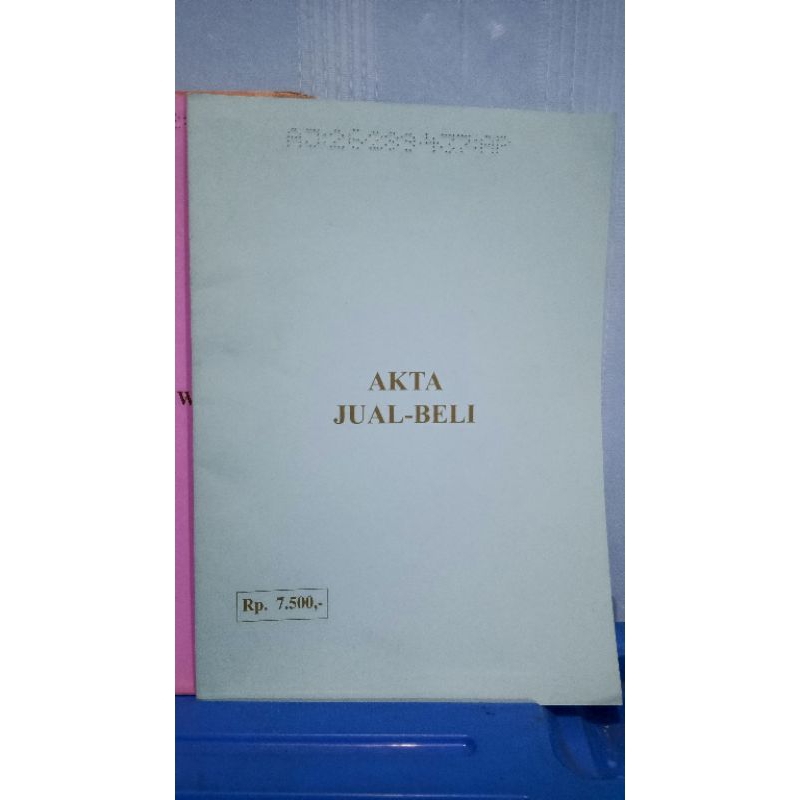 AKTA
JUAL-BELI
Rp. 7.500,-
W